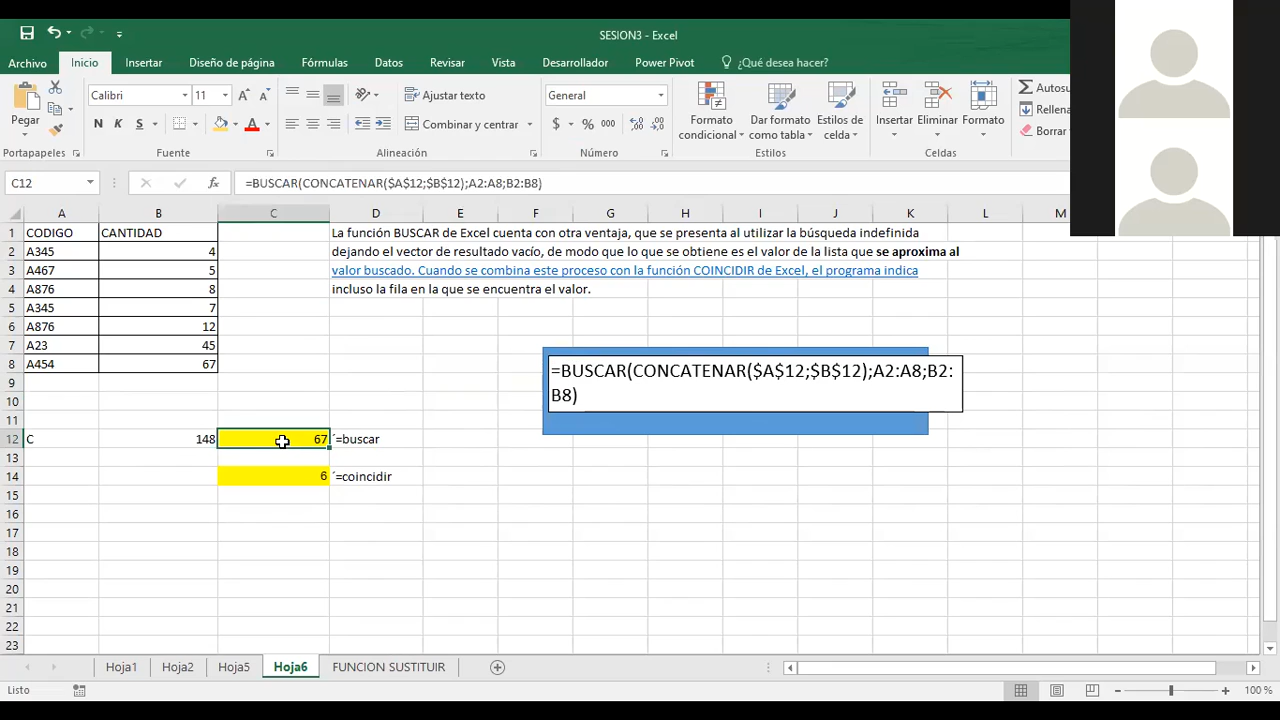 SESION3 - Excel
Archivo Inicio Insertar Diseño de página Fórmulas Datos Revisar Vista Desarrollador Power Pivot ¿Qué desea hacer?
Calibri 11 Ajustar texto General Autosu
Pegar Formato condicional Dar formato como tabla Estilos de celda Insertar Eliminar Formato Rellena
N K S Combinar y centrar $ % 000 Borrar
Portapapeles Fuente Alineación Número Estilos Celdas
C12 fx =BUSCAR(CONCATENAR($A$12;$B$12);A2:A8;B2:B8)
A B C D E F G H I J K L M
1 CODIGO CANTIDAD La función BUSCAR de Excel cuenta con otra ventaja, que se presenta al utilizar la búsqueda indefinida
2 A345 4 dejando el vector de resultado vacío, de modo que lo que se obtiene es el valor de la lista que se aproxima al
3 A467 5 valor buscado. Cuando se combina este proceso con la función COINCIDIR de Excel, el programa indica
4 A876 8 incluso la fila en la que se encuentra el valor.
5 A345 7
6 A876 12
7 A23 45
8 A454 67
=BUSCAR(CONCATENAR($A$12;$B$12);A2:A8;B2:
B8)
9
10
11
12 C 148 67 ´=buscar
13
14 6 ´=coincidir
15
16
17
18
19
20
21
22
23
Hoja1 Hoja2 Hoja5 Hoja6 FUNCION SUSTITUIR
Listo 100 %